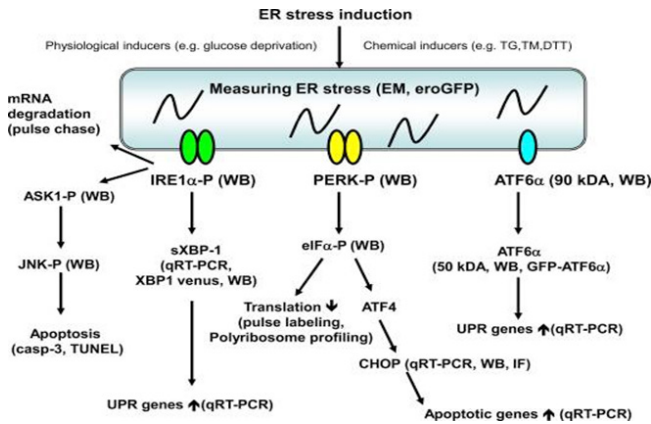 ER stress induction
Physiological inducers (e.g. glucose deprivation)
Chemical inducers (e.g. TG,TM,DTT)
Measuring ER stress (EM, eroGFP)
mRNA
degradation
(pulse chase)
IRE1α-P (WB)
PERK-P (WB)
ATF6α (90 kDA, WB)
ASK1-P (WB)
JNK-P (WB)
Apoptosis
(casp-3, TUNEL)
sXBP-1
(qRT-PCR,
XBP1 venus, WB)
UPR genes ↑(qRT-PCR)
eIFα-P (WB)
Translation ↓
(pulse labeling,
Polyribosome profiling)
ATF4
CHOP (qRT-PCR, WB, IF)
Apoptotic genes ↑ (qRT-PCR)
ATF6α
(50 kDA, WB, GFP-ATF6α)
UPR genes ↑(qRT-PCR)